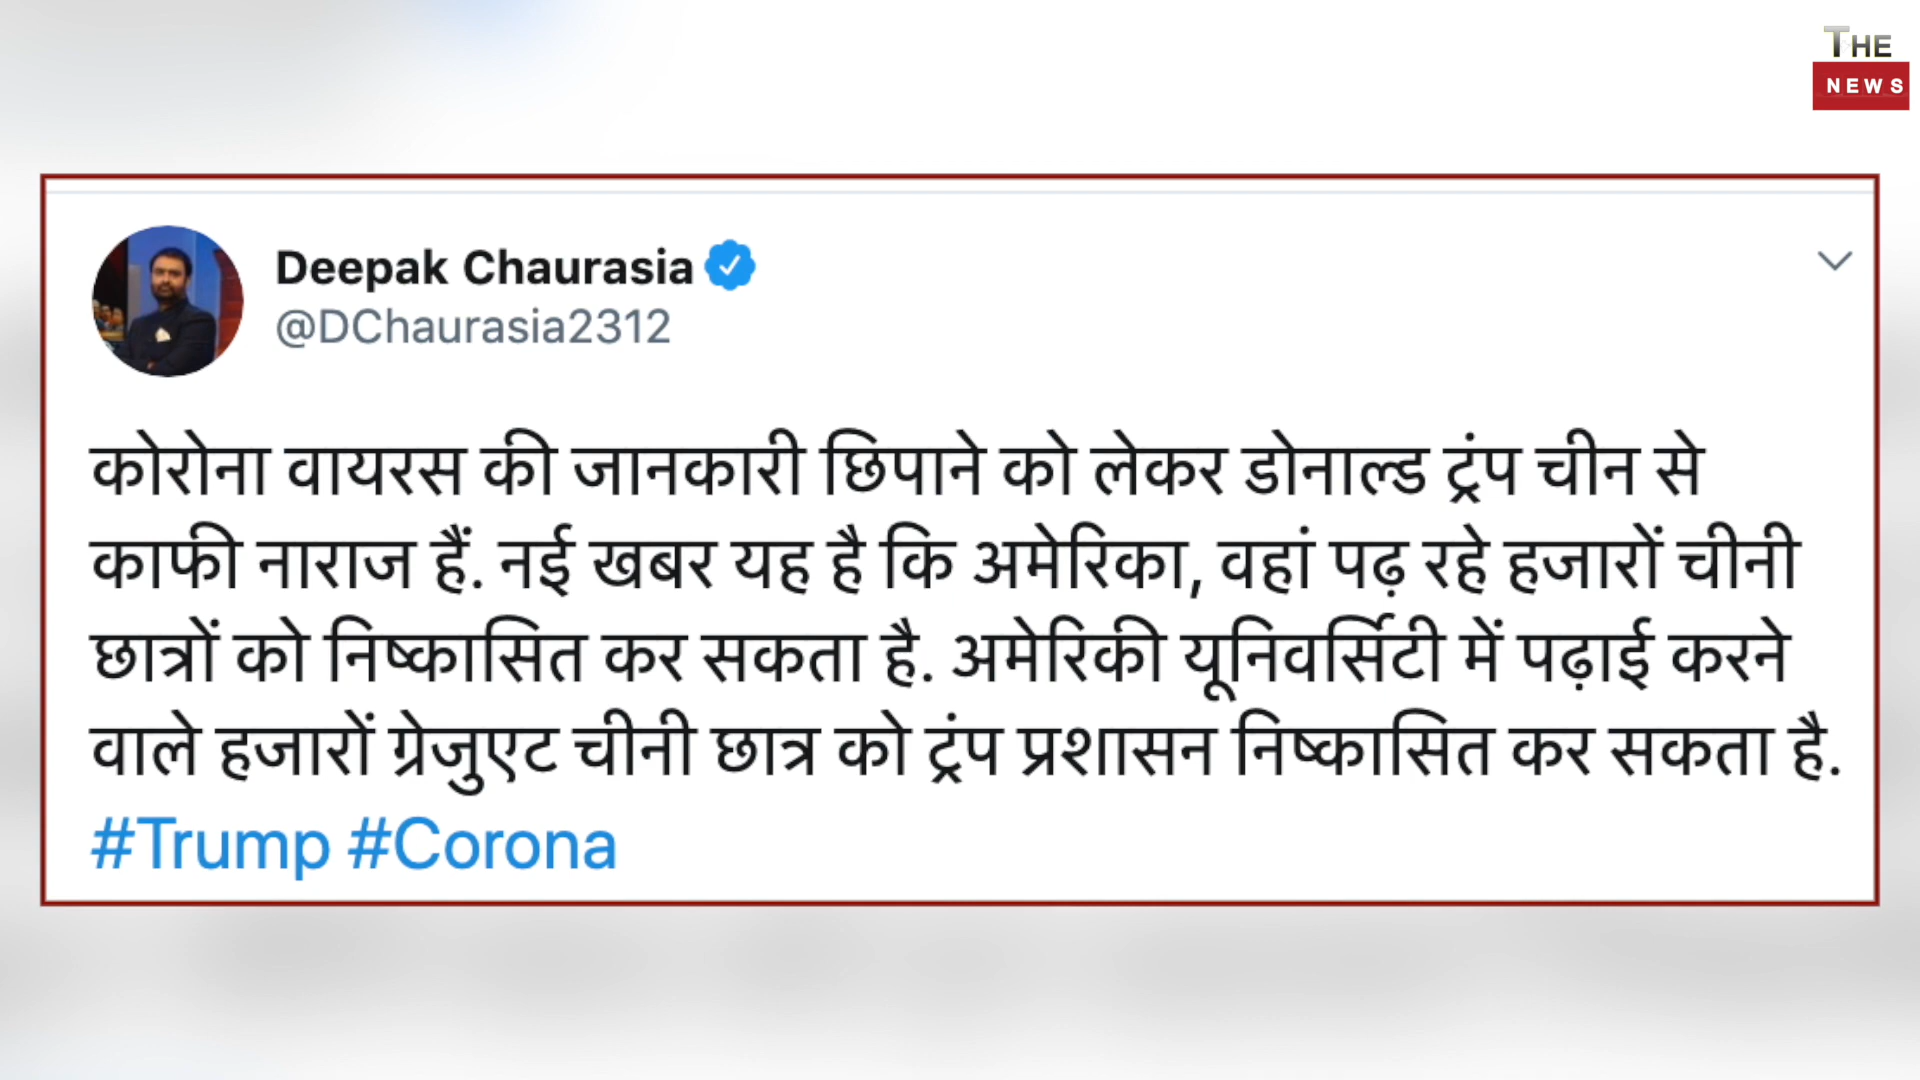 THE
NEWS
Deepak Chaurasia
@DChaurasia2312
कोरोना वायरस की जानकारी छिपाने को लेकर डोनाल्ड ट्रंप चीन से
काफी नाराज हैं. नई खबर यह है कि अमेरिका, वहां पढ़ रहे हजारों चीनी
छात्रों को निष्कासित कर सकता है. अमेरिकी यूनिवर्सिटी में पढ़ाई करने
वाले हजारों ग्रेजुएट चीनी छात्र को ट्रंप प्रशासन निष्कासित कर सकता है.
#Trump #Corona